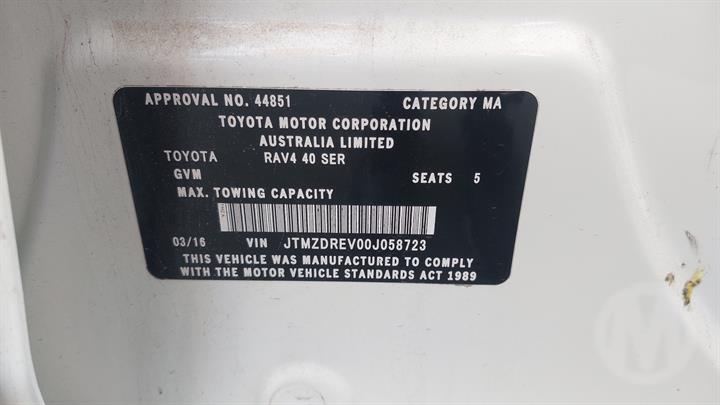 APPROVAL NO. 44851 CATEGORY MA
TOYOTA MOTOR CORPORATION
AUSTRALIA LIMITED
TOYOTA RAV4 40 SER
GVM SEATS 5
MAX. TOWING CAPACITY
03/16 VIN JTMZDREV00J058723
THIS VEHICLE WAS MANUFACTURED TO COMPLY
WITH THE MOTOR VEHICLE STANDARDS ACT 1989
M